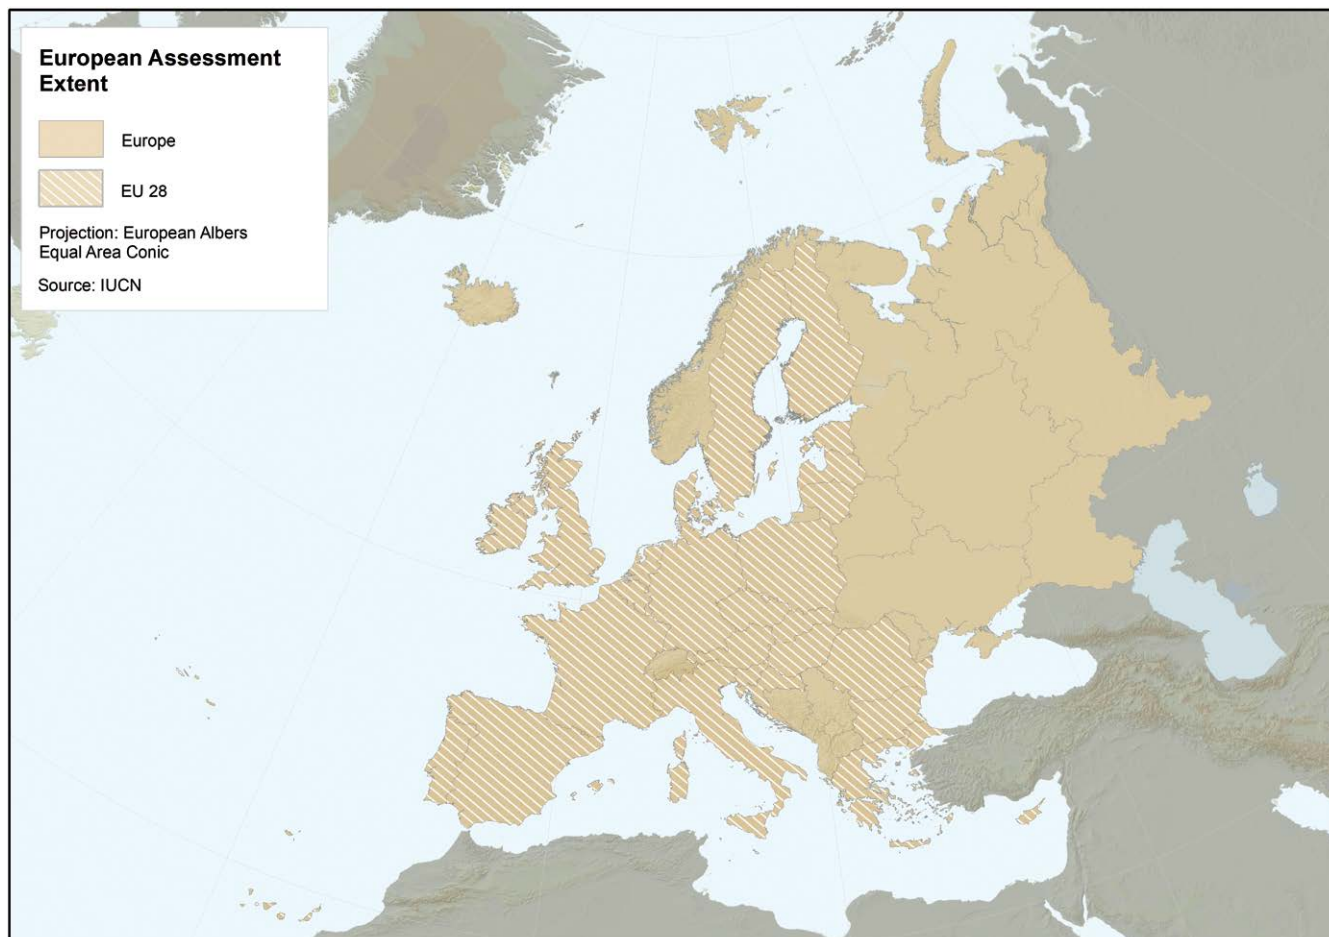 European Assessment
Extent
Europe
EU 28
Projection: European Albers
Equal Area Conic
Source: IUCN